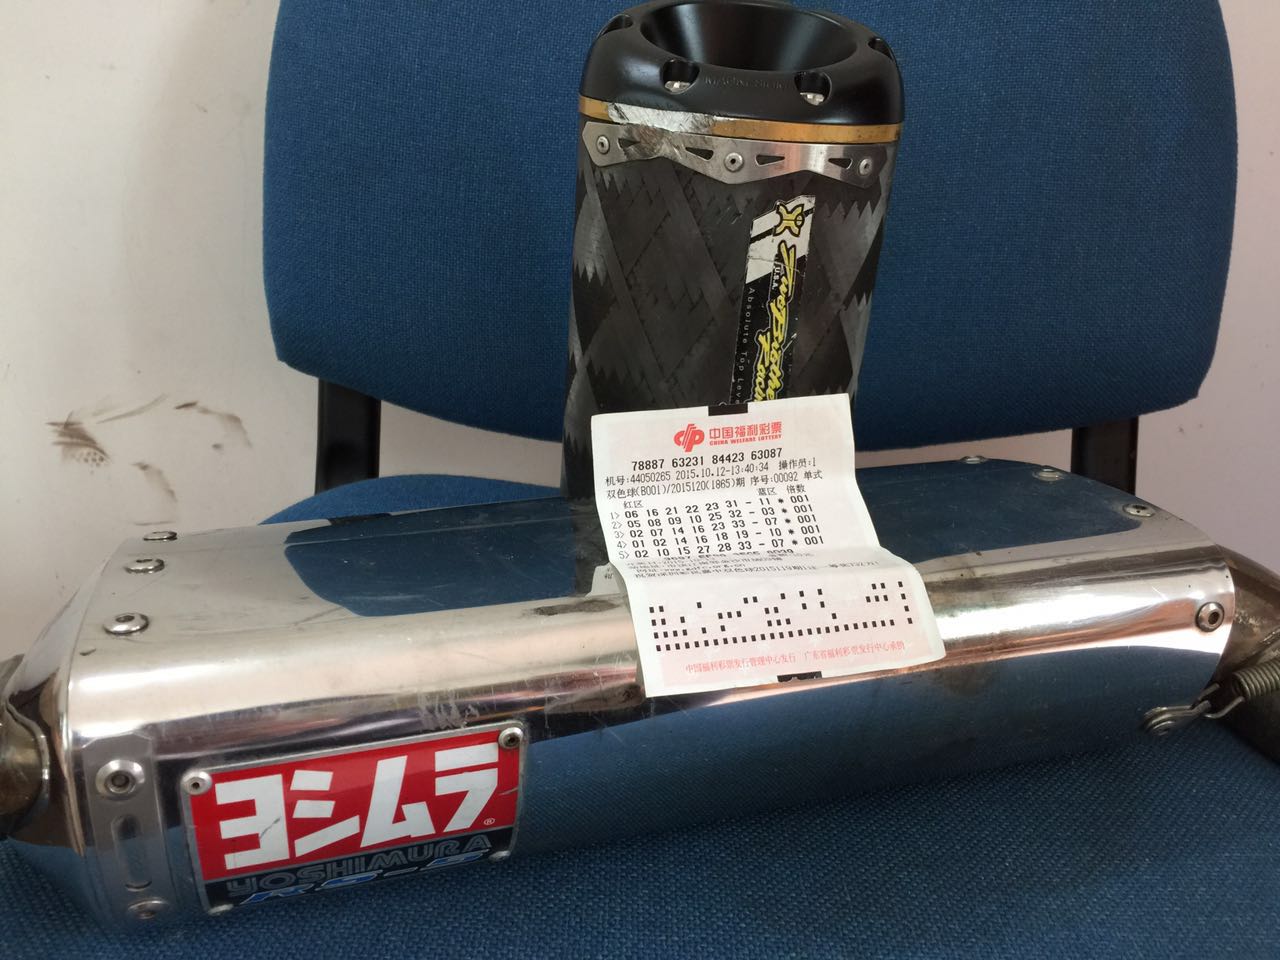 TwoBrothers
Racing
U.S.A.
Absolute Top Leve
中国福利彩票
CHINA WELFARE LOTTERY
78887 63231 84423 63087
机号:44050265 2015.10.12-13:40:34 操作员:1
双色球(B001)/2015120(1865)期 序号:00092 单式
红区 蓝区 倍数
1> 06 16 21 22 23 31 - 11 * 001
2> 05 08 09 10 25 32 - 03 * 001
3> 02 07 14 16 23 33 - 07 * 001
4> 01 02 14 16 18 19 - 10 * 001
5> 02 10 15 27 28 33 - 07 * 001
中国福利彩票发行管理中心发行 广东省福利彩票发行中心承销
ヨシムラ®
YOSHIMURA
RS-5